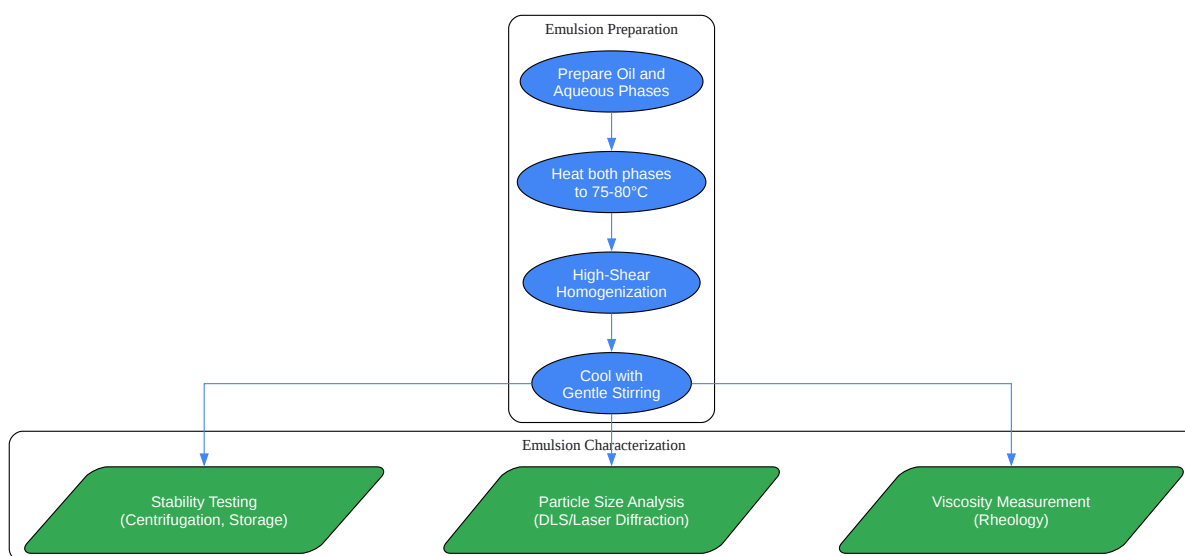 Emulsion Preparation
Prepare Oil and
Aqueous Phases
Heat both phases
to 75-80°C
High-Shear
Homogenization
Cool with
Gentle Stirring
Emulsion Characterization
Stability Testing
(Centrifugation, Storage)
Particle Size Analysis
(DLS/Laser Diffraction)
Viscosity Measurement
(Rheology)